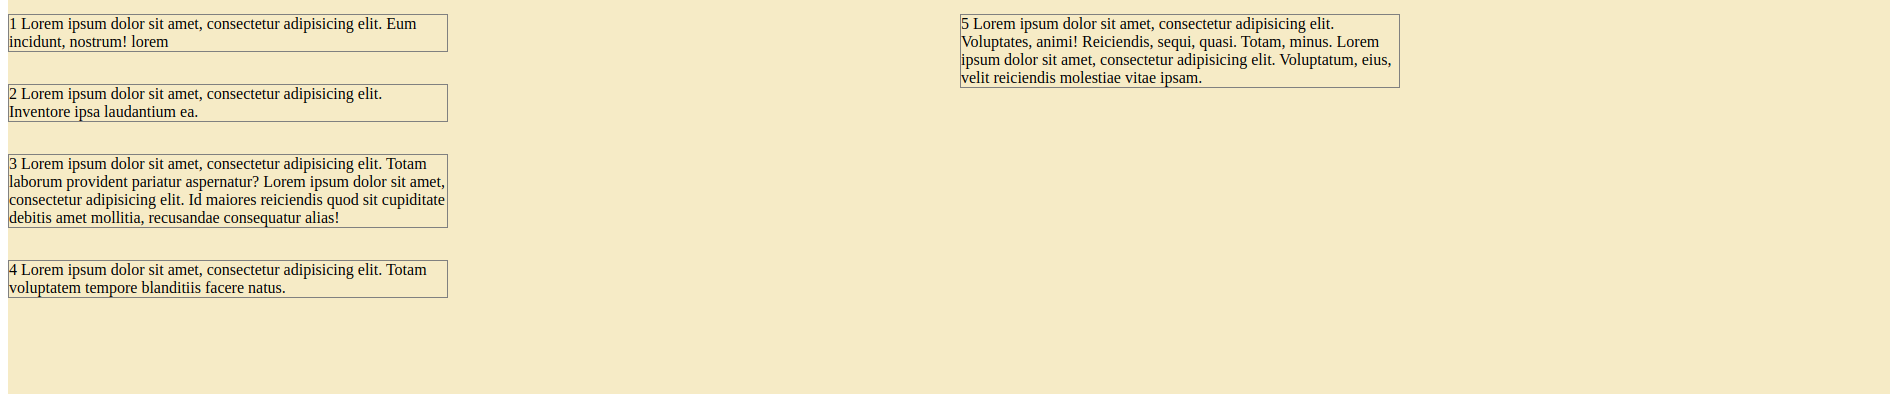 1 Lorem ipsum dolor sit amet, consectetur adipisicing elit. Eum
incidunt, nostrum! lorem
2 Lorem ipsum dolor sit amet, consectetur adipisicing elit.
Inventore ipsa laudantium ea.
3 Lorem ipsum dolor sit amet, consectetur adipisicing elit. Totam
laborum provident pariatur aspernatur? Lorem ipsum dolor sit amet,
consectetur adipisicing elit. Id maiores reiciendis quod sit cupiditate
debitis amet mollitia, recusandae consequatur alias!
4 Lorem ipsum dolor sit amet, consectetur adipisicing elit. Totam
voluptatem tempore blanditiis facere natus.
5 Lorem ipsum dolor sit amet, consectetur adipisicing elit.
Voluptates, animi! Reiciendis, sequi, quasi. Totam, minus. Lorem
ipsum dolor sit amet, consectetur adipisicing elit. Voluptatum, eius,
velit reiciendis molestiae vitae ipsam.